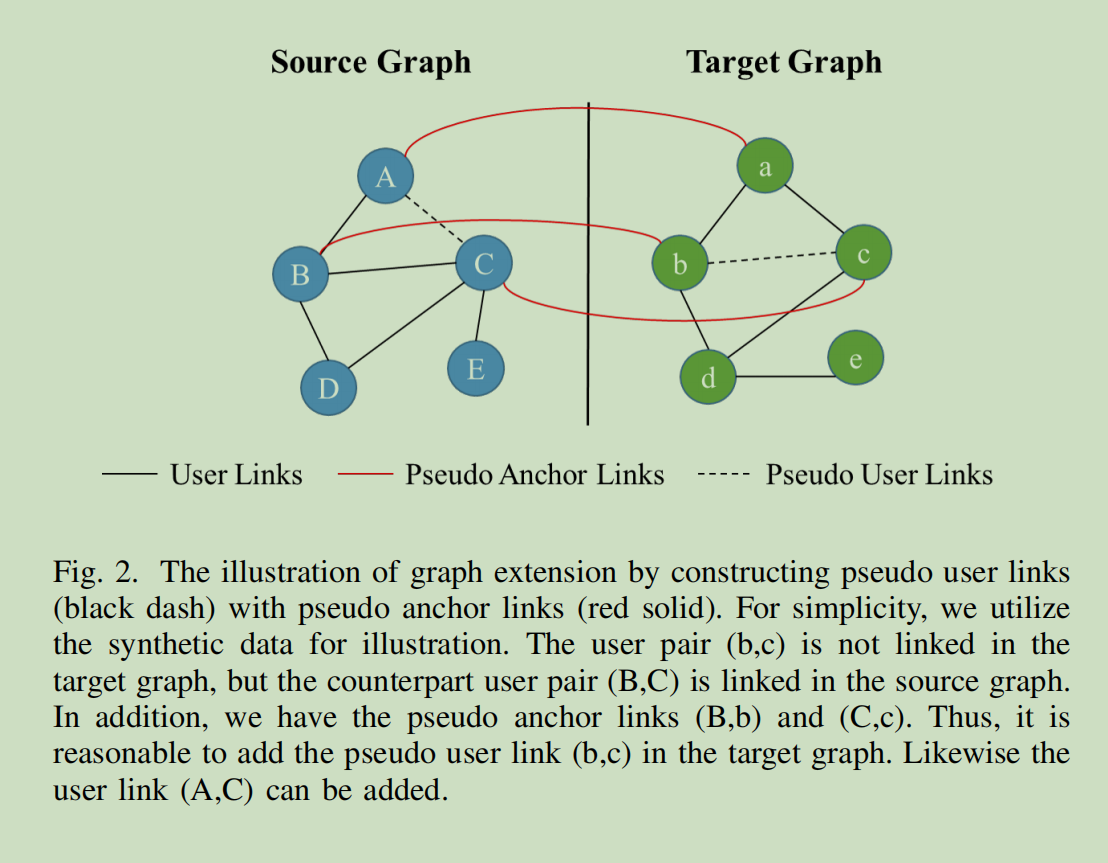 Source Graph
Target Graph
A
a
B
C
b
c
D
E
d
e
User Links
Pseudo Anchor Links
Pseudo User Links
Fig. 2. The illustration of graph extension by constructing pseudo user links
(black dash) with pseudo anchor links (red solid). For simplicity, we utilize
the synthetic data for illustration. The user pair (b,c) is not linked in the
target graph, but the counterpart user pair (B,C) is linked in the source graph.
In addition, we have the pseudo anchor links (B,b) and (C,c). Thus, it is
reasonable to add the pseudo user link (b,c) in the target graph. Likewise the
user link (A,C) can be added.